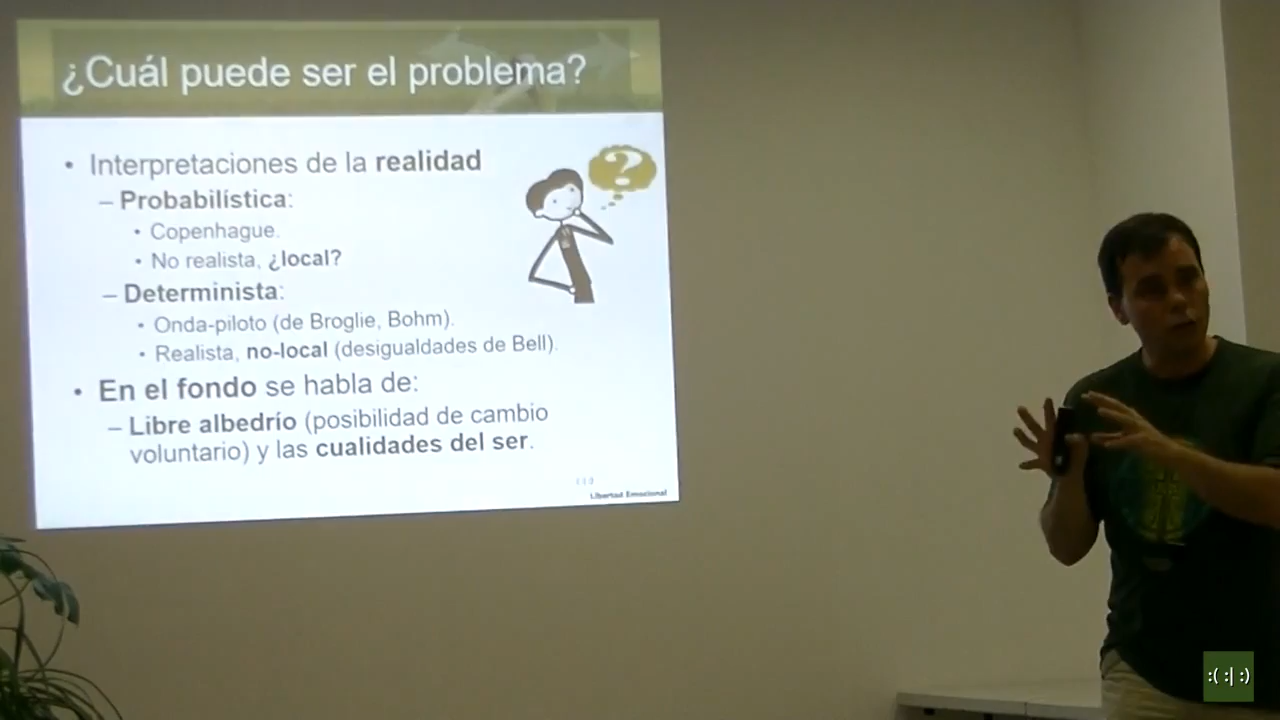 ¿Cuál puede ser el problema?
• Interpretaciones de la realidad
– Probabilística:
• Copenhague.
• No realista, ¿local?
– Determinista:
• Onda-piloto (de Broglie, Bohm).
• Realista, no-local (desigualdades de Bell).
• En el fondo se habla de:
– Libre albedrío (posibilidad de cambio
voluntario) y las cualidades del ser.
Libertad Emocional
?
:( :| :)